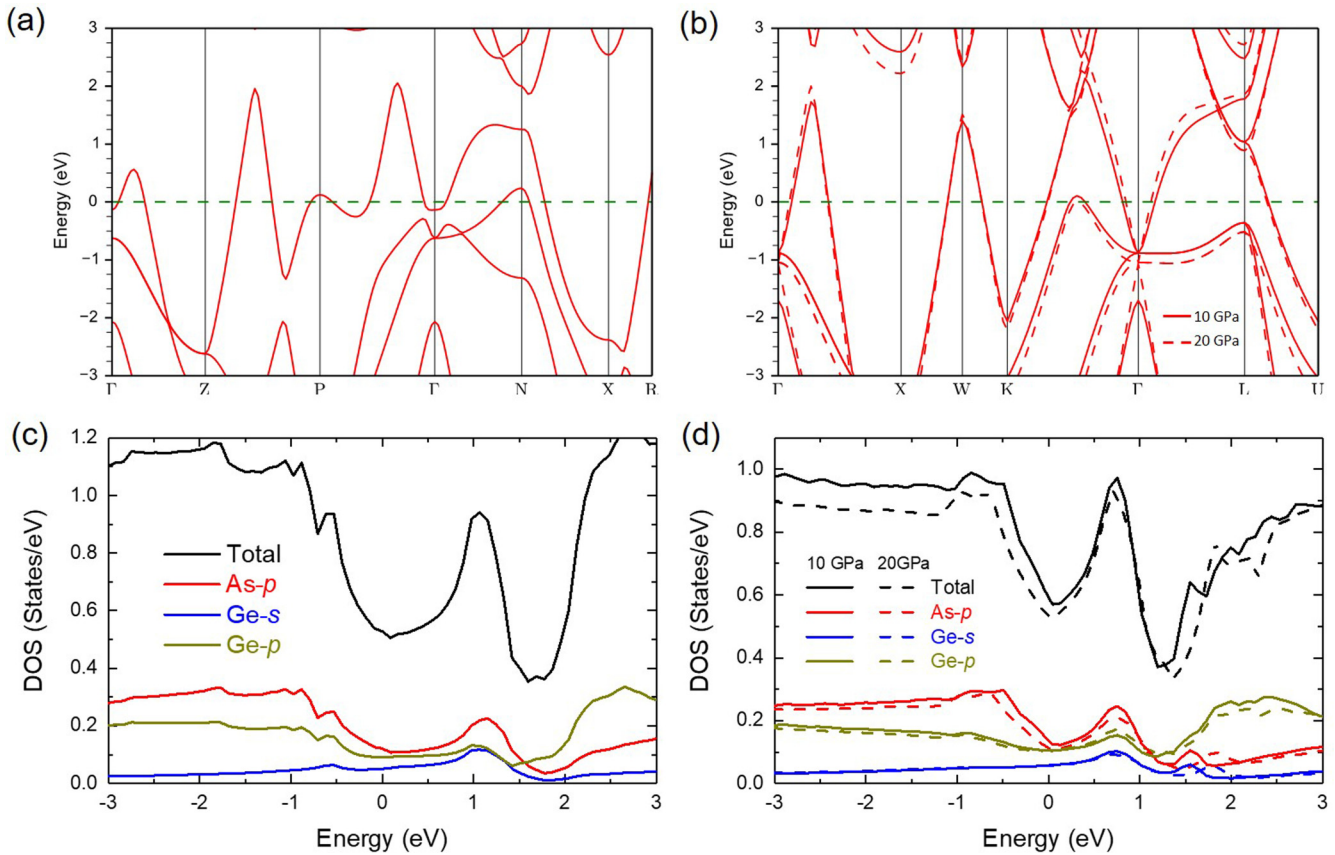 (a)
3
2
1
0
−1
−2
−3
Energy (eV)
Γ Z P Γ N X R
(b)
3
2
1
0
−1
−2
−3
Energy (eV)
10 GPa
20 GPa
Γ X W K Γ L U
(c)
1.2
1.0
0.8
0.6
0.4
0.2
0.0
DOS (States/eV)
Total
As-p
Ge-s
Ge-p
-3 -2 -1 0 1 2 3
Energy (eV)
(d)
1.0
0.8
0.6
0.4
0.2
0.0
DOS (States/eV)
10 GPa 20GPa
Total
As-p
Ge-s
Ge-p
-3 -2 -1 0 1 2 3
Energy (eV)